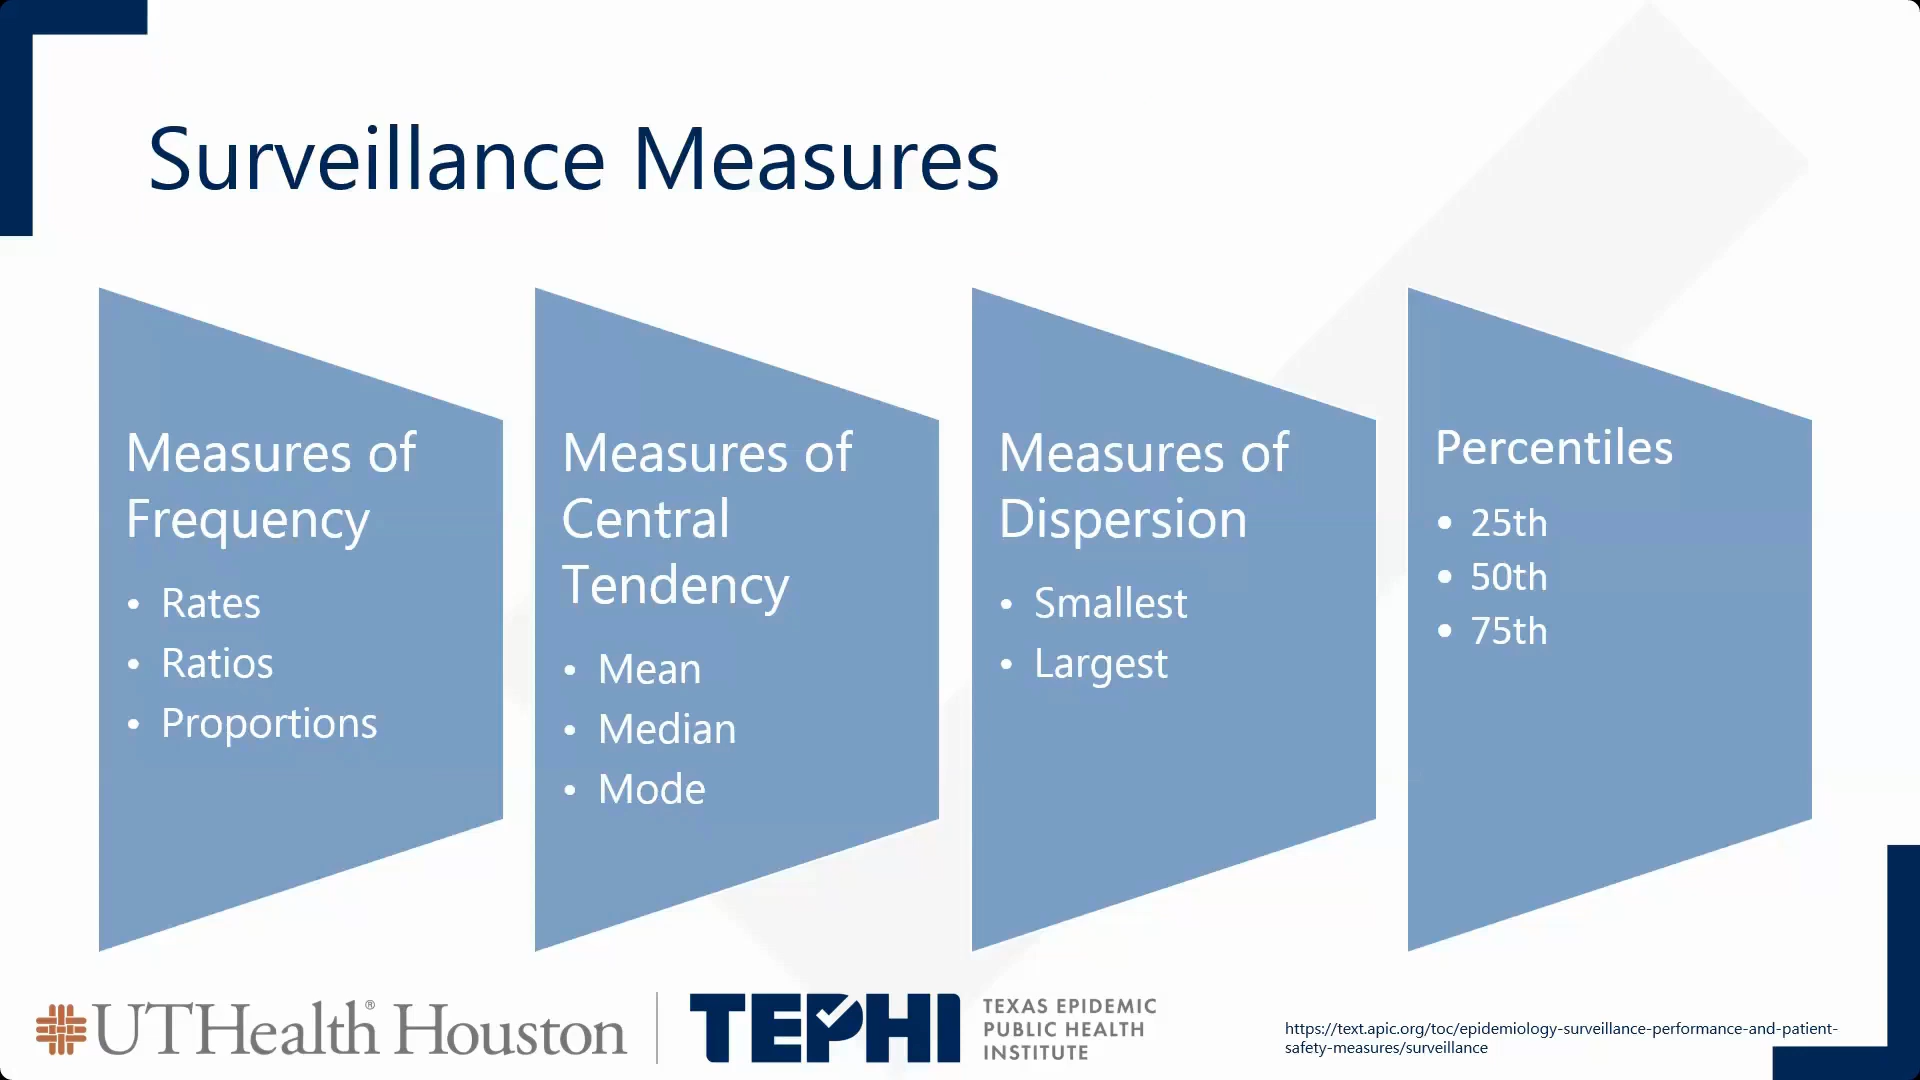 Surveillance Measures
Measures of
Frequency
• Rates
• Ratios
• Proportions
Measures of
Central
Tendency
• Mean
• Median
• Mode
Measures of
Dispersion
• Smallest
• Largest
Percentiles
• 25th
• 50th
• 75th
UTHealth® Houston
TEPHI
TEXAS EPIDEMIC
PUBLIC HEALTH
INSTITUTE
https://text.apic.org/toc/epidemiology-surveillance-performance-and-patient-
safety-measures/surveillance